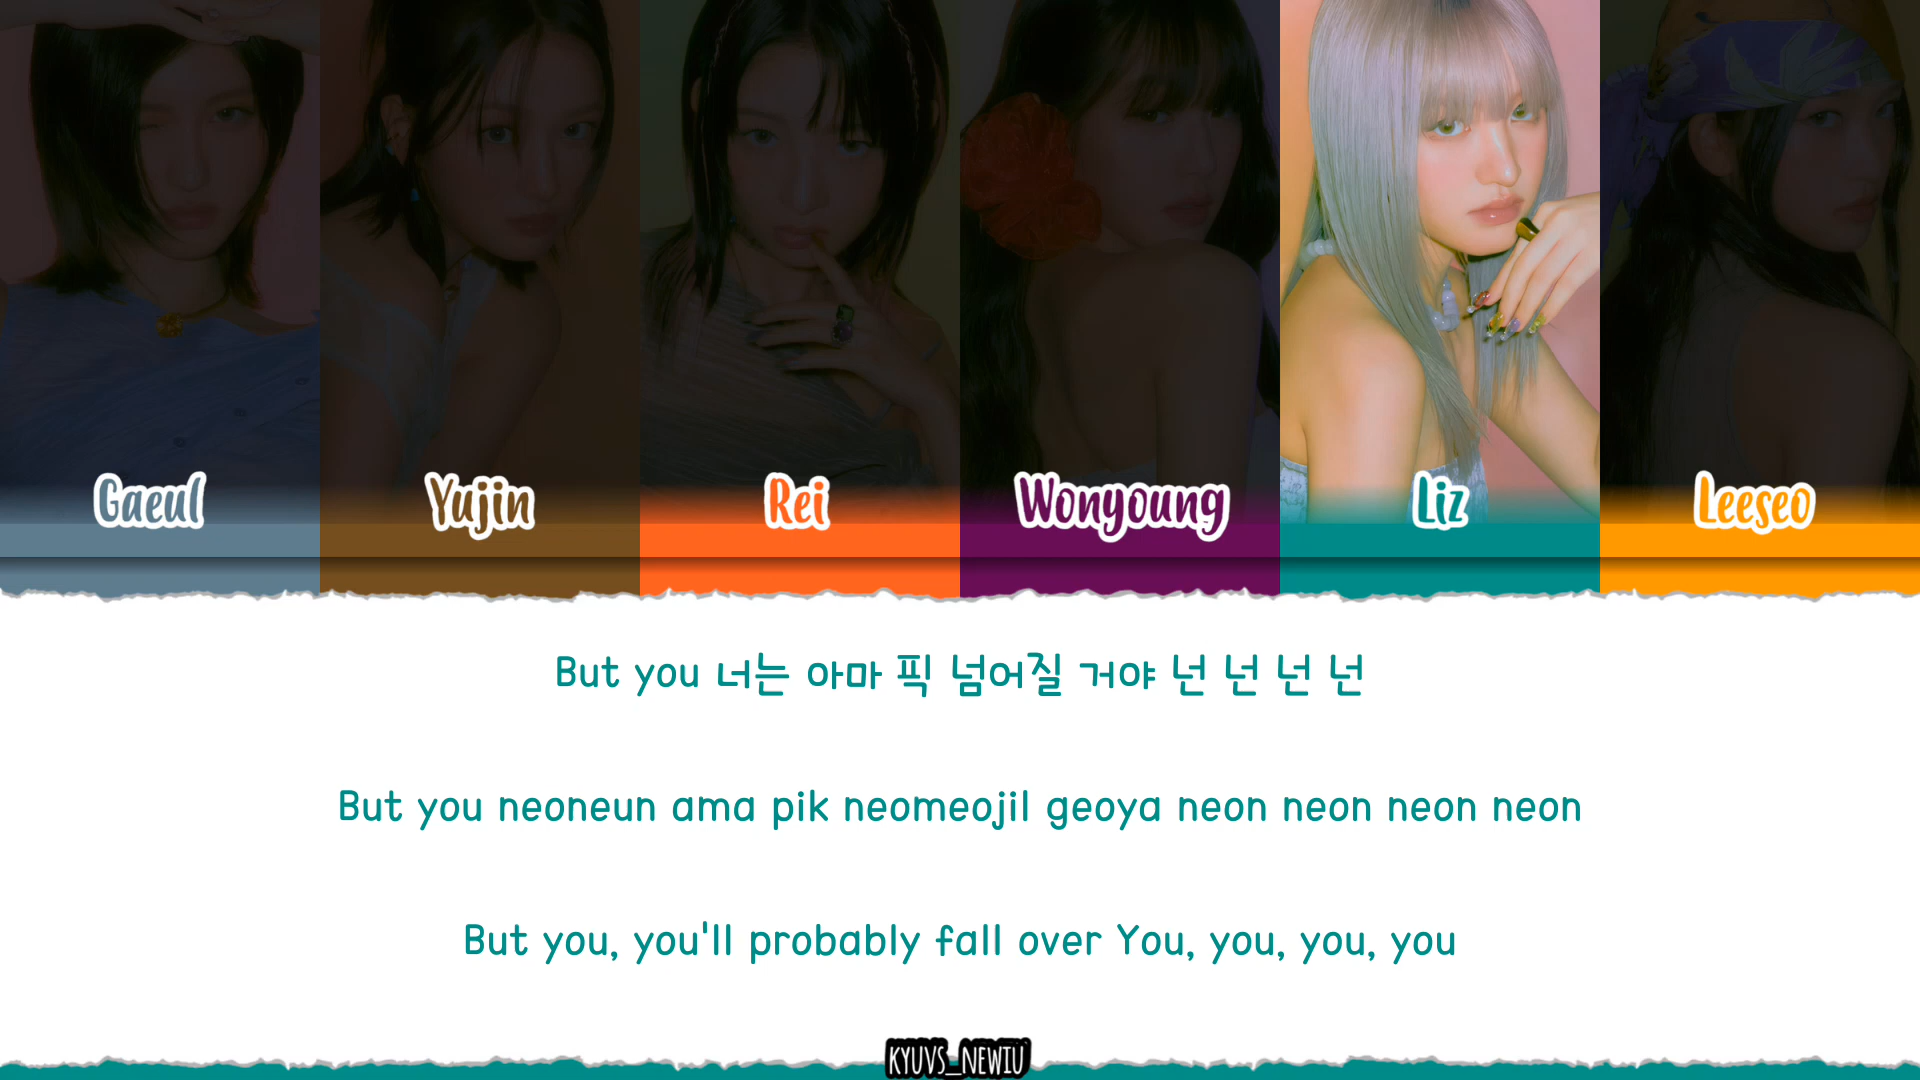 Gaeul Yujin Rei Wonyoung Liz Leeseo
But you 너는 아마 픽 넘어질 거야 넌 넌 넌 넌
But you neoneun ama pik neomeojil geoya neon neon neon neon
But you, you'll probably fall over You, you, you, you
KYUVS_NEWIU